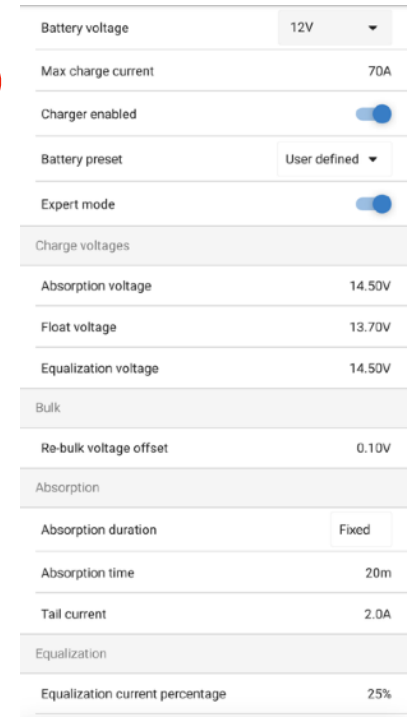 Battery voltage 12V
Max charge current 70A
Charger enabled
Battery preset User defined
Expert mode
Charge voltages
Absorption voltage 14.50V
Float voltage 13.70V
Equalization voltage 14.50V
Bulk
Re-bulk voltage offset 0.10V
Absorption
Absorption duration Fixed
Absorption time 20m
Tail current 2.0A
Equalization
Equalization current percentage 25%